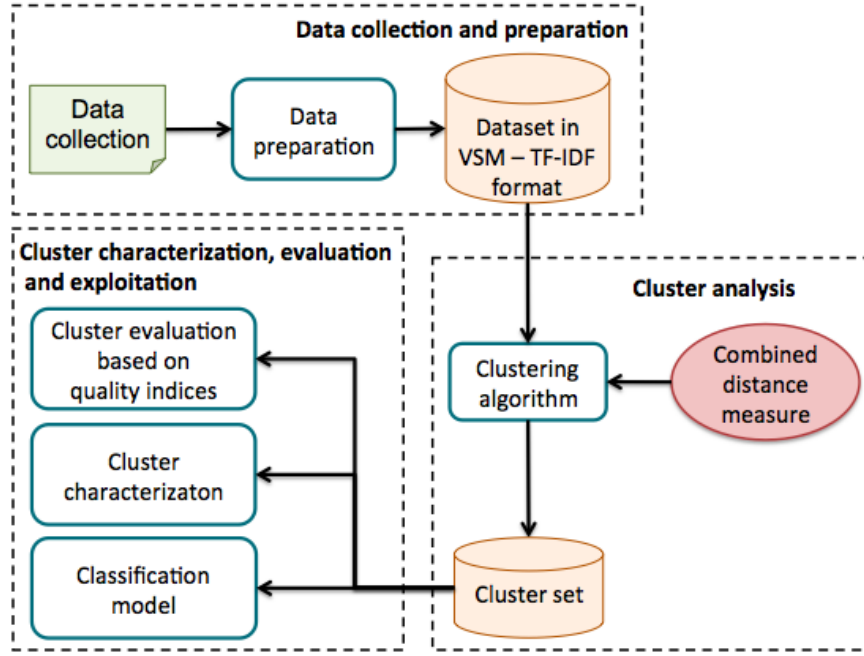 Data collection and preparation
Data
collection
Data
preparation
Dataset in
VSM – TF-IDF
format
Cluster characterization, evaluation
and exploitation
Cluster evaluation
based on
quality indices
Cluster
characterizaton
Classification
model
Cluster analysis
Clustering
algorithm
Combined
distance
measure
Cluster set